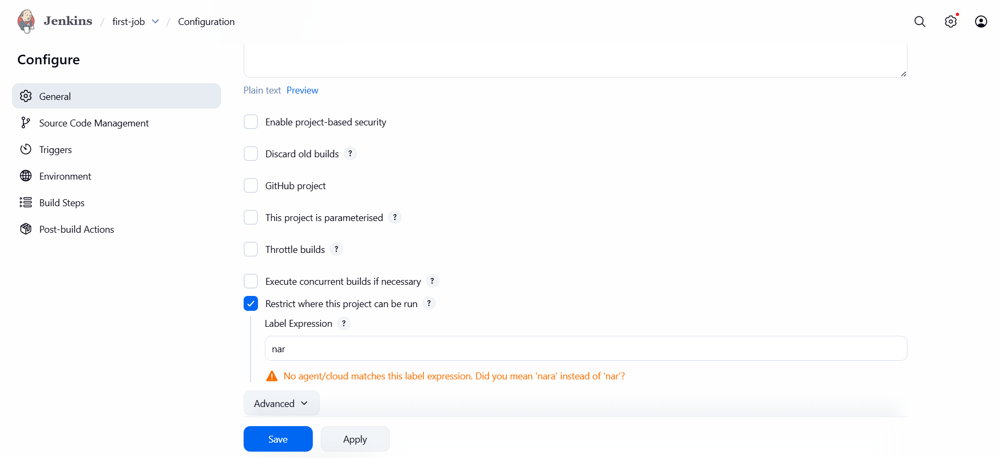 Jenkins / first-job / Configuration
Configure
General
Source Code Management
Triggers
Environment
Build Steps
Post-build Actions
Plain text Preview
Enable project-based security
Discard old builds ?
GitHub project
This project is parameterised ?
Throttle builds ?
Execute concurrent builds if necessary ?
Restrict where this project can be run ?
Label Expression ?
nar
No agent/cloud matches this label expression. Did you mean ‘nara’ instead of ‘nar’?
Advanced
Save Apply